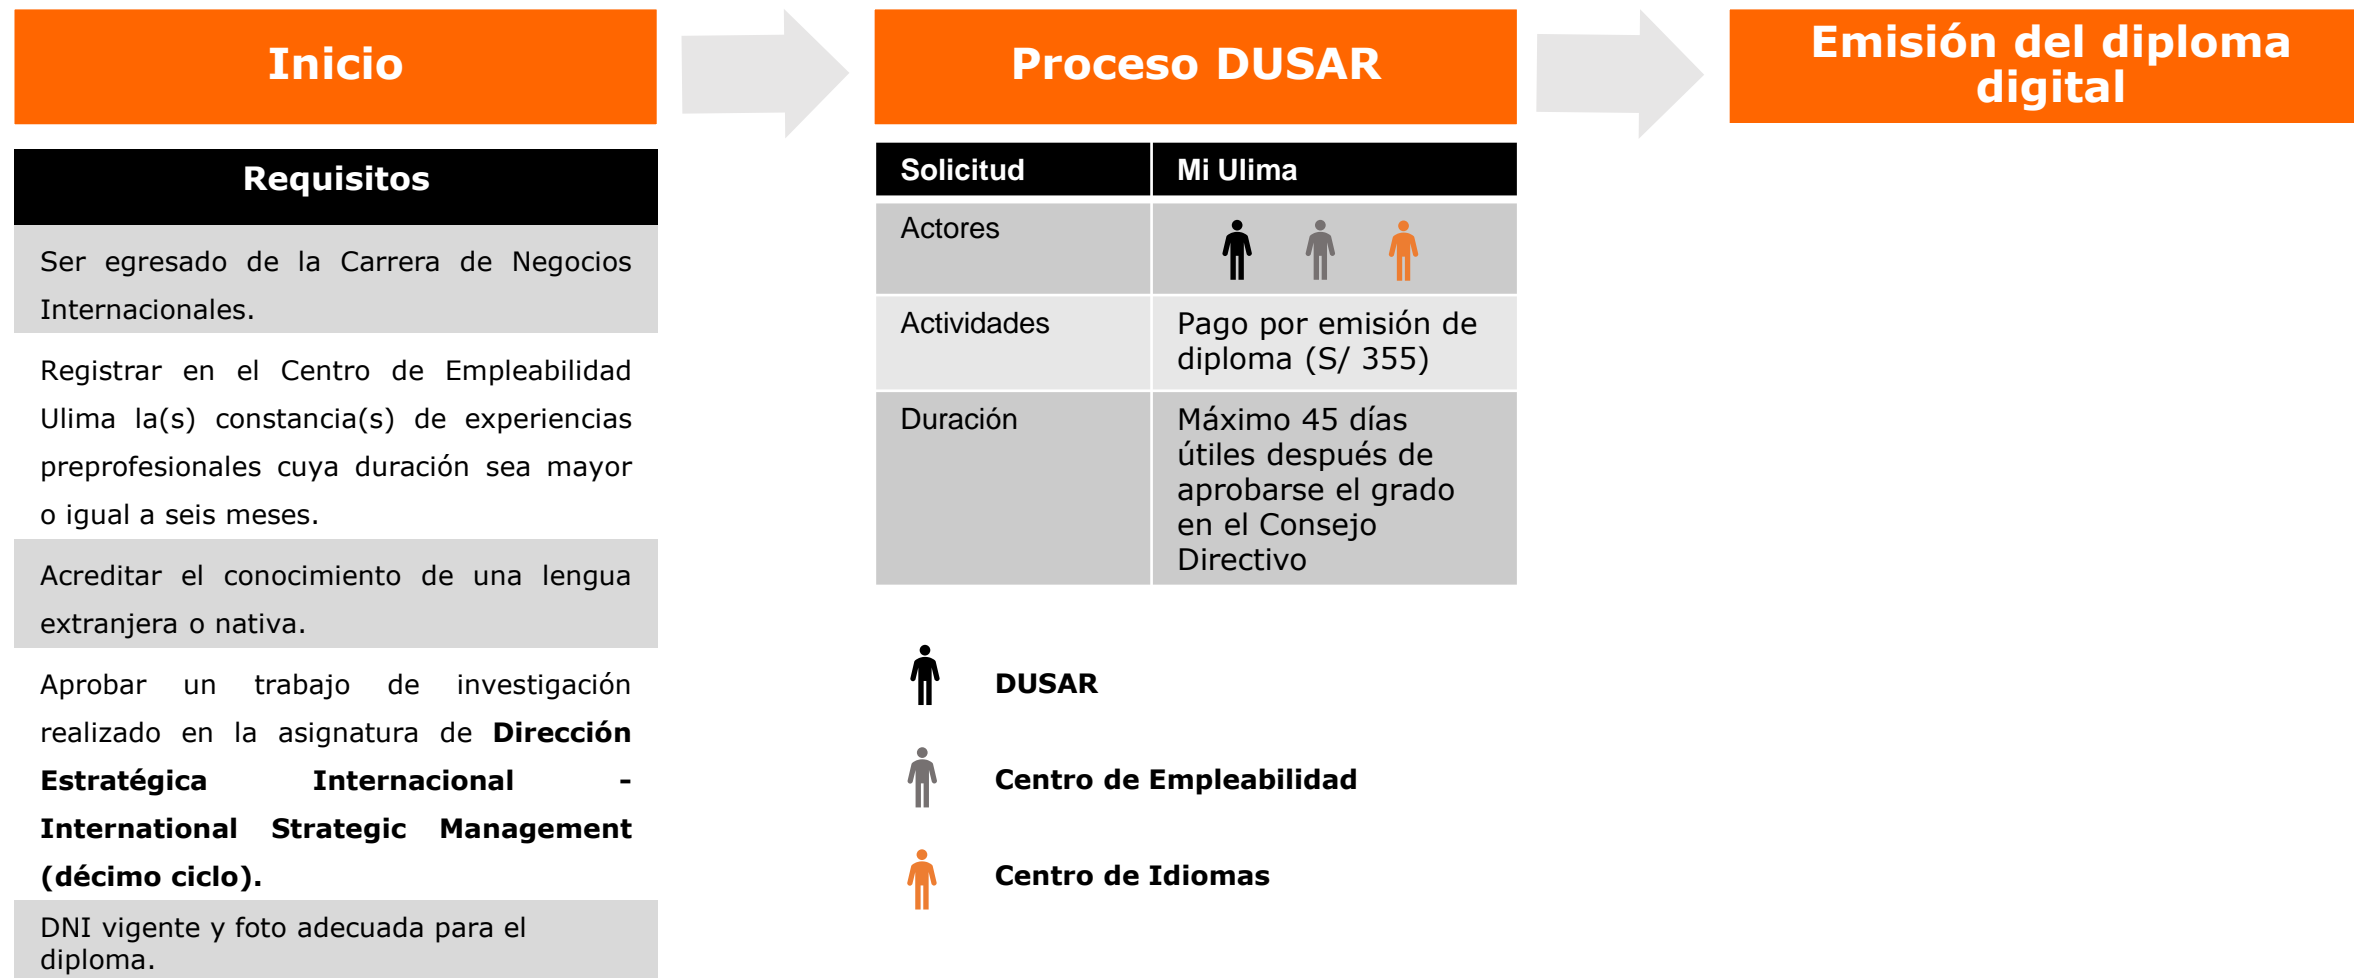 Inicio
Requisitos
Ser egresado de la Carrera de Negocios
Internacionales.
Registrar en el Centro de Empleabilidad
Ulima la(s) constancia(s) de experiencias
preprofesionales cuya duración sea mayor
o igual a seis meses.
Acreditar el conocimiento de una lengua
extranjera o nativa.
Aprobar un trabajo de investigación
realizado en la asignatura de Dirección
Estratégica Internacional -
International Strategic Management
(décimo ciclo).
DNI vigente y foto adecuada para el
diploma.
Proceso DUSAR
Solicitud Mi Ulima
Actores
Actividades Pago por emisión de
diploma (S/ 355)
Duración Máximo 45 días
útiles después de
aprobarse el grado
en el Consejo
Directivo
DUSAR
Centro de Empleabilidad
Centro de Idiomas
Emisión del diploma
digital